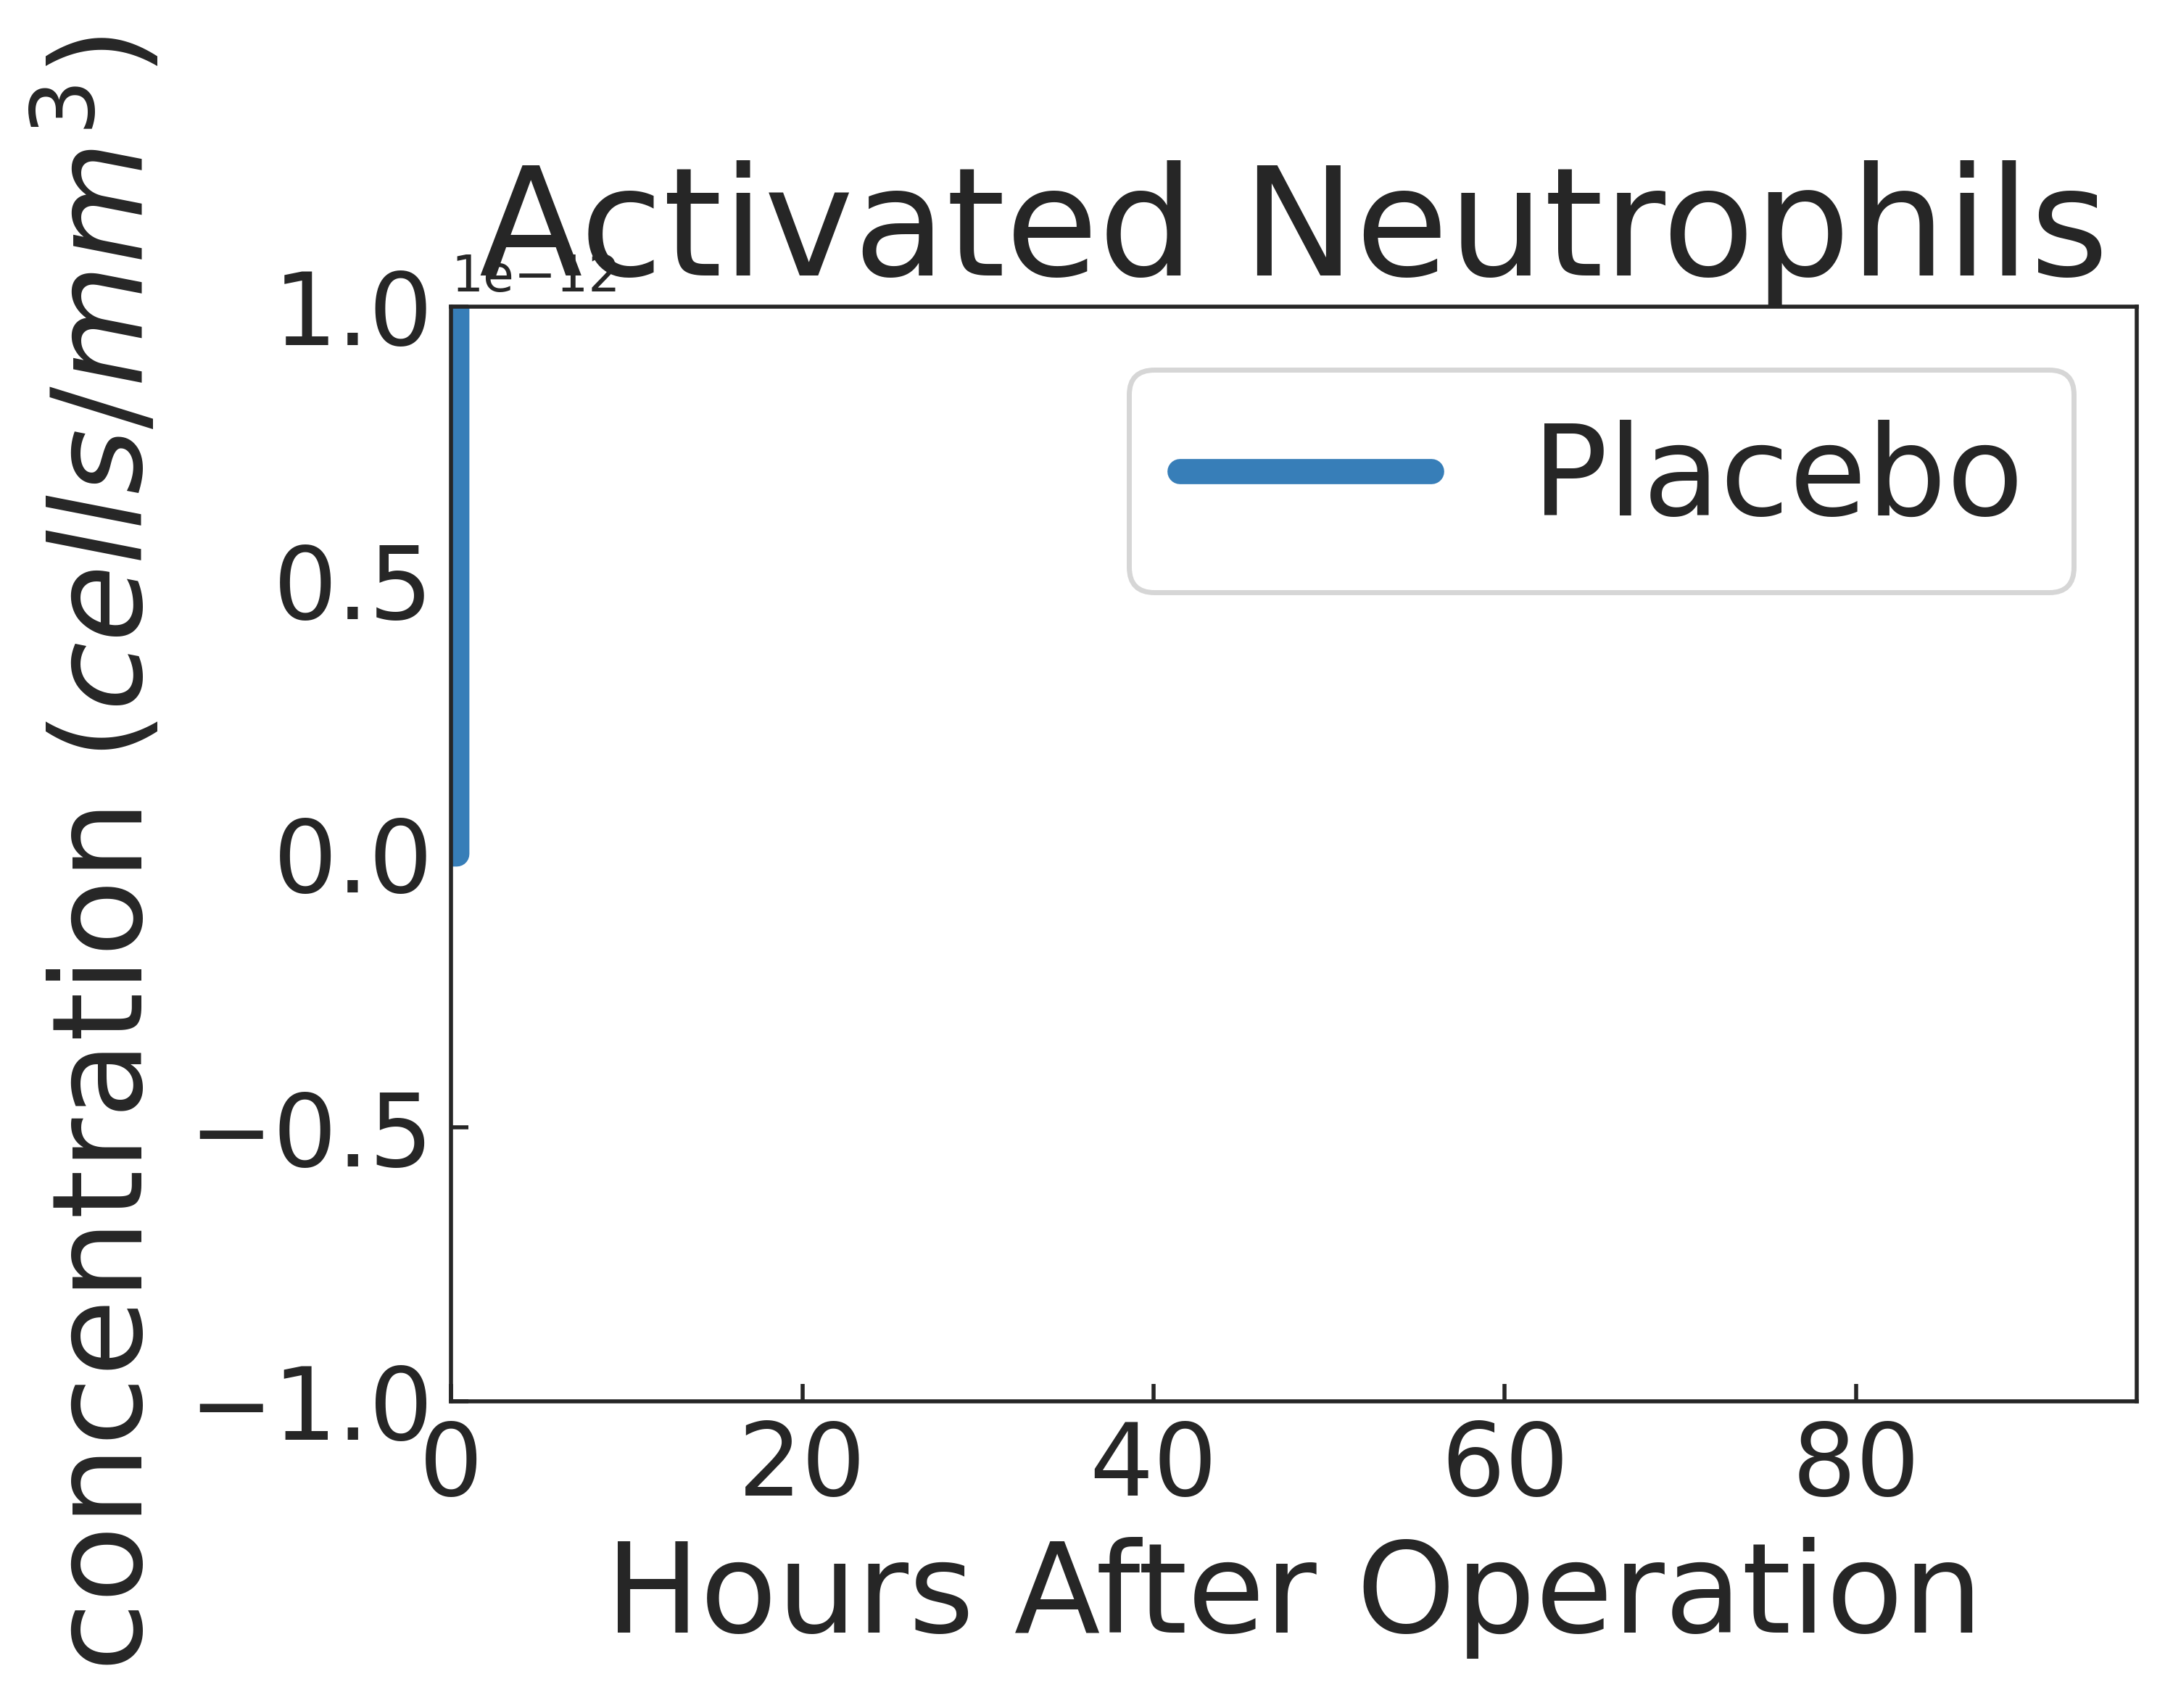 Activated Neutrophils
1e−12
concentration (cells/mm³)
1.0
0.5
0.0
−0.5
−1.0
Placebo
0 20 40 60 80
Hours After Operation